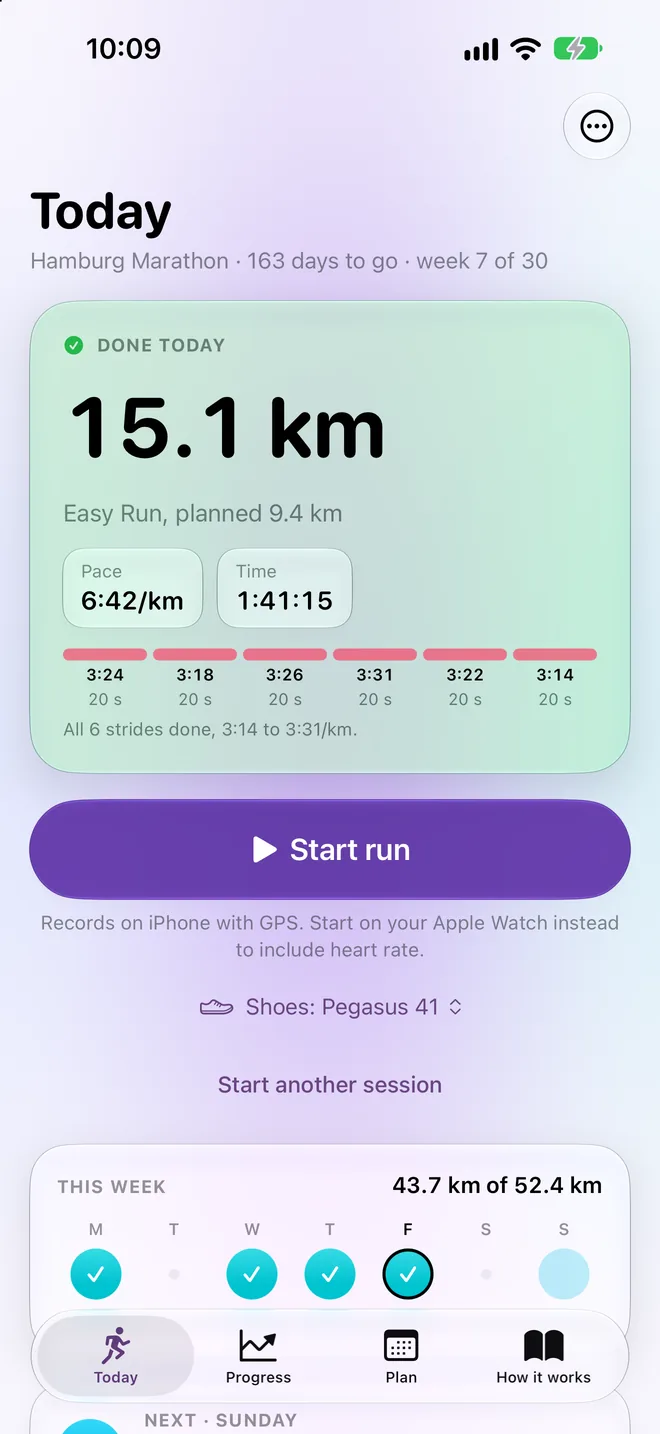 10:09
Today
Hamburg Marathon · 163 days to go · week 7 of 30
DONE TODAY
15.1 km
Easy Run, planned 9.4 km
Pace
6:42/km
Time
1:41:15
3:24 3:18 3:26 3:31 3:22 3:14
20 s 20 s 20 s 20 s 20 s 20 s
All 6 strides done, 3:14 to 3:31/km.
Start run
Records on iPhone with GPS. Start on your Apple Watch instead
to include heart rate.
Shoes: Pegasus 41
Start another session
THIS WEEK 43.7 km of 52.4 km
M T W T F S S
Today Progress Plan How it works
NEXT · SUNDAY